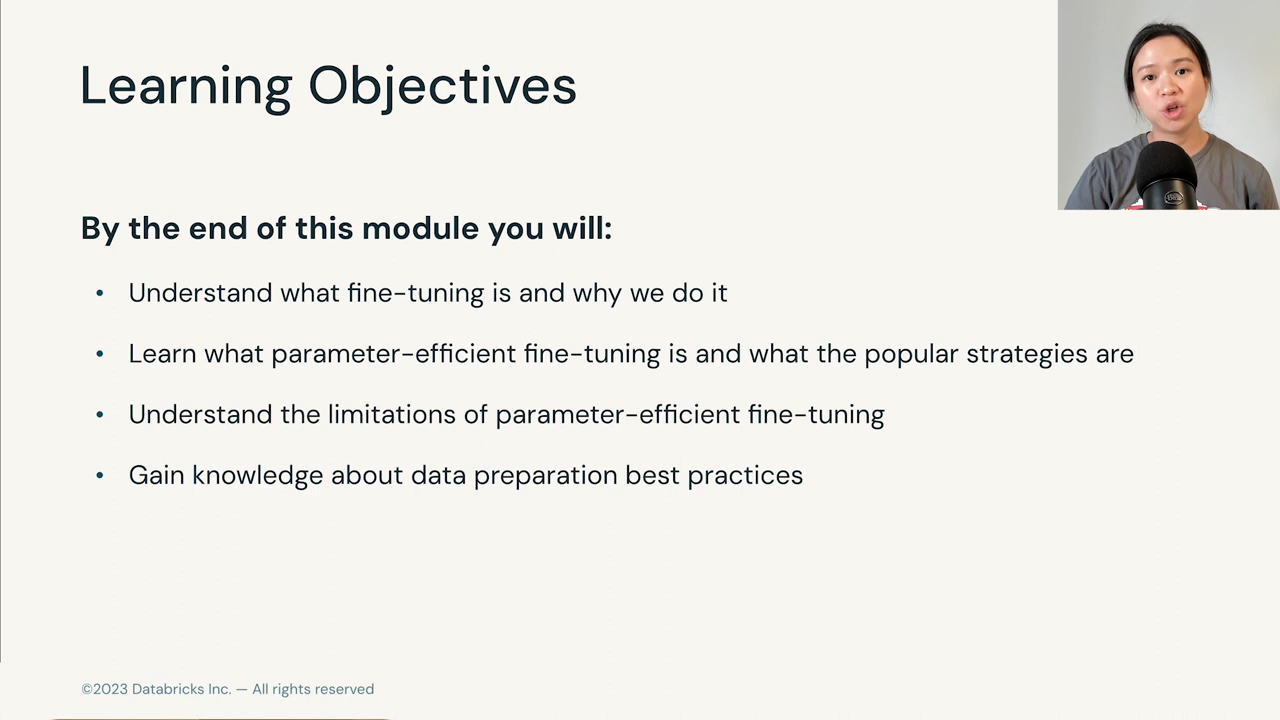 Learning Objectives
By the end of this module you will:
• Understand what fine-tuning is and why we do it
• Learn what parameter-efficient fine-tuning is and what the popular strategies are
• Understand the limitations of parameter-efficient fine-tuning
• Gain knowledge about data preparation best practices
©2023 Databricks Inc. — All rights reserved